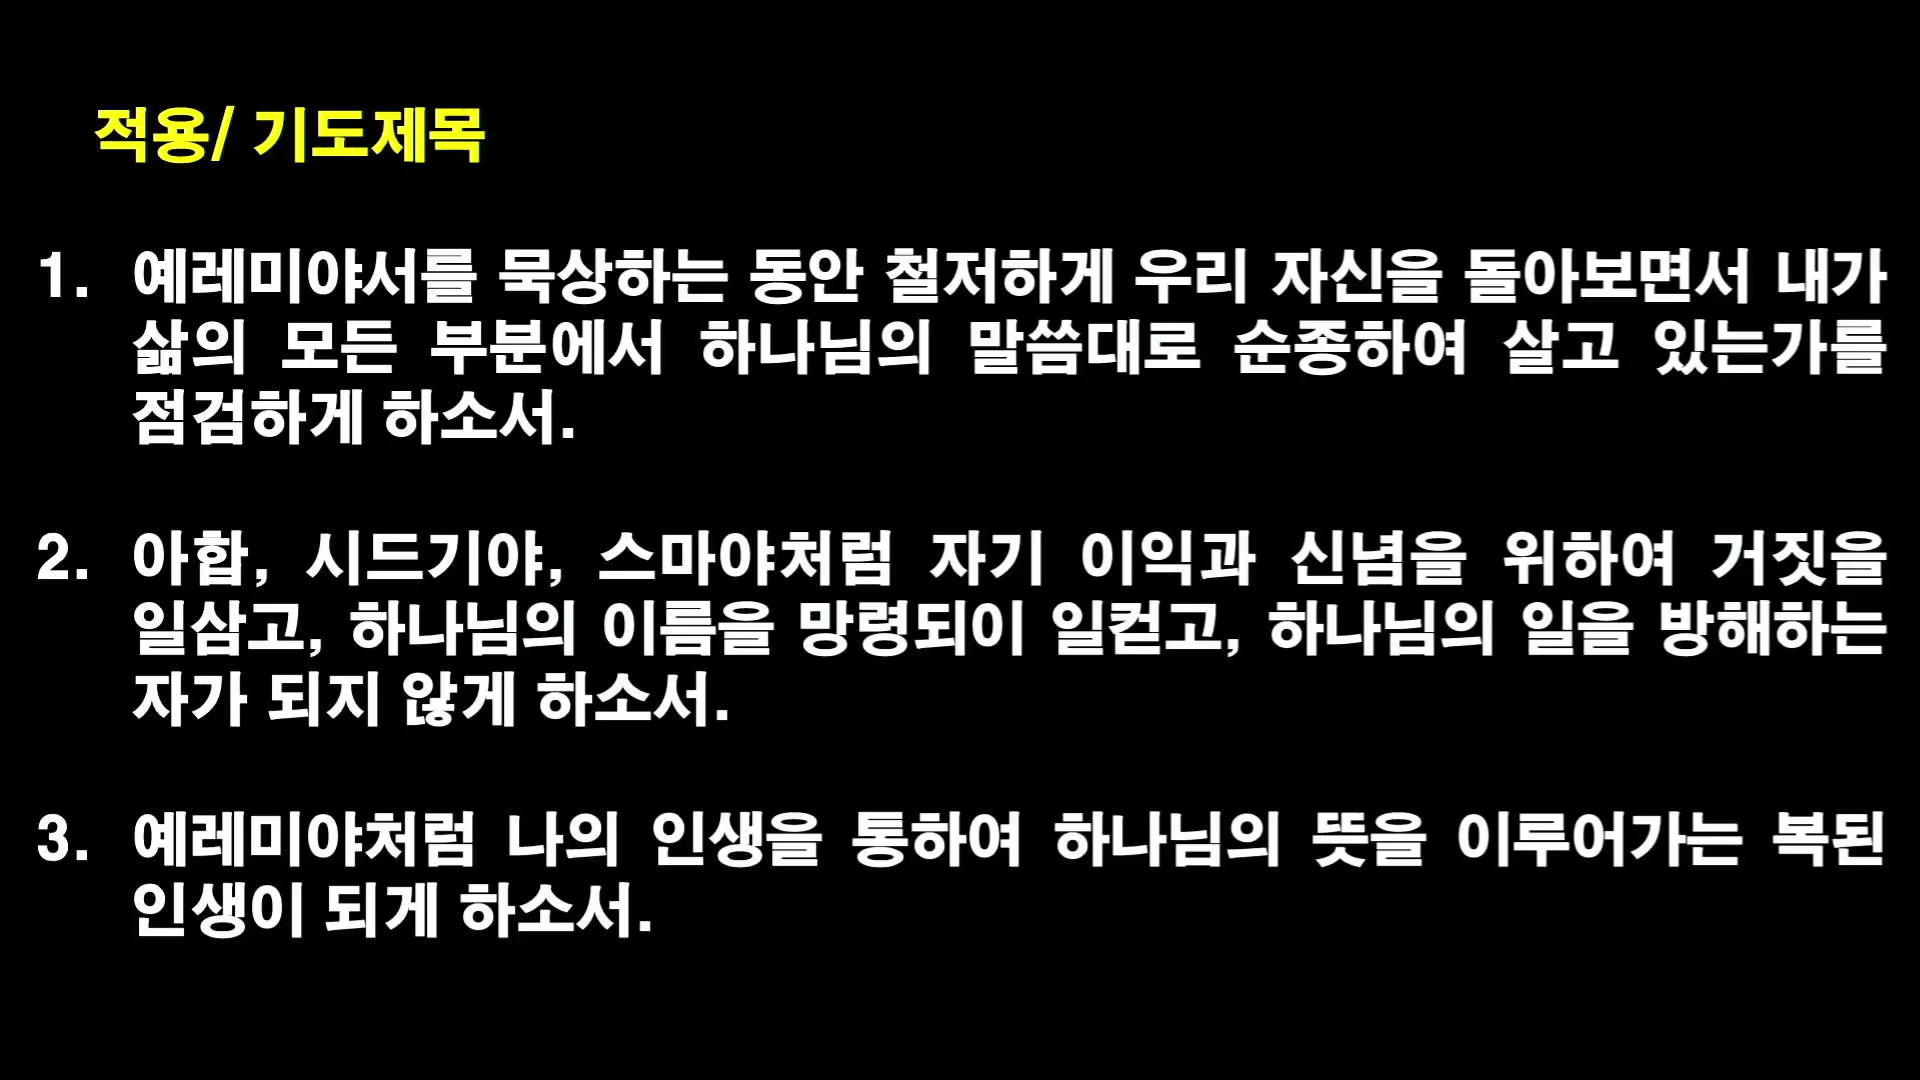 적용/ 기도제목
1. 예레미야서를 묵상하는 동안 철저하게 우리 자신을 돌아보면서 내가
삶의 모든 부분에서 하나님의 말씀대로 순종하여 살고 있는가를
점검하게 하소서.
2. 아합, 시드기야, 스마야처럼 자기 이익과 신념을 위하여 거짓을
일삼고, 하나님의 이름을 망령되이 일컫고, 하나님의 일을 방해하는
자가 되지 않게 하소서.
3. 예레미야처럼 나의 인생을 통하여 하나님의 뜻을 이루어가는 복된
인생이 되게 하소서.